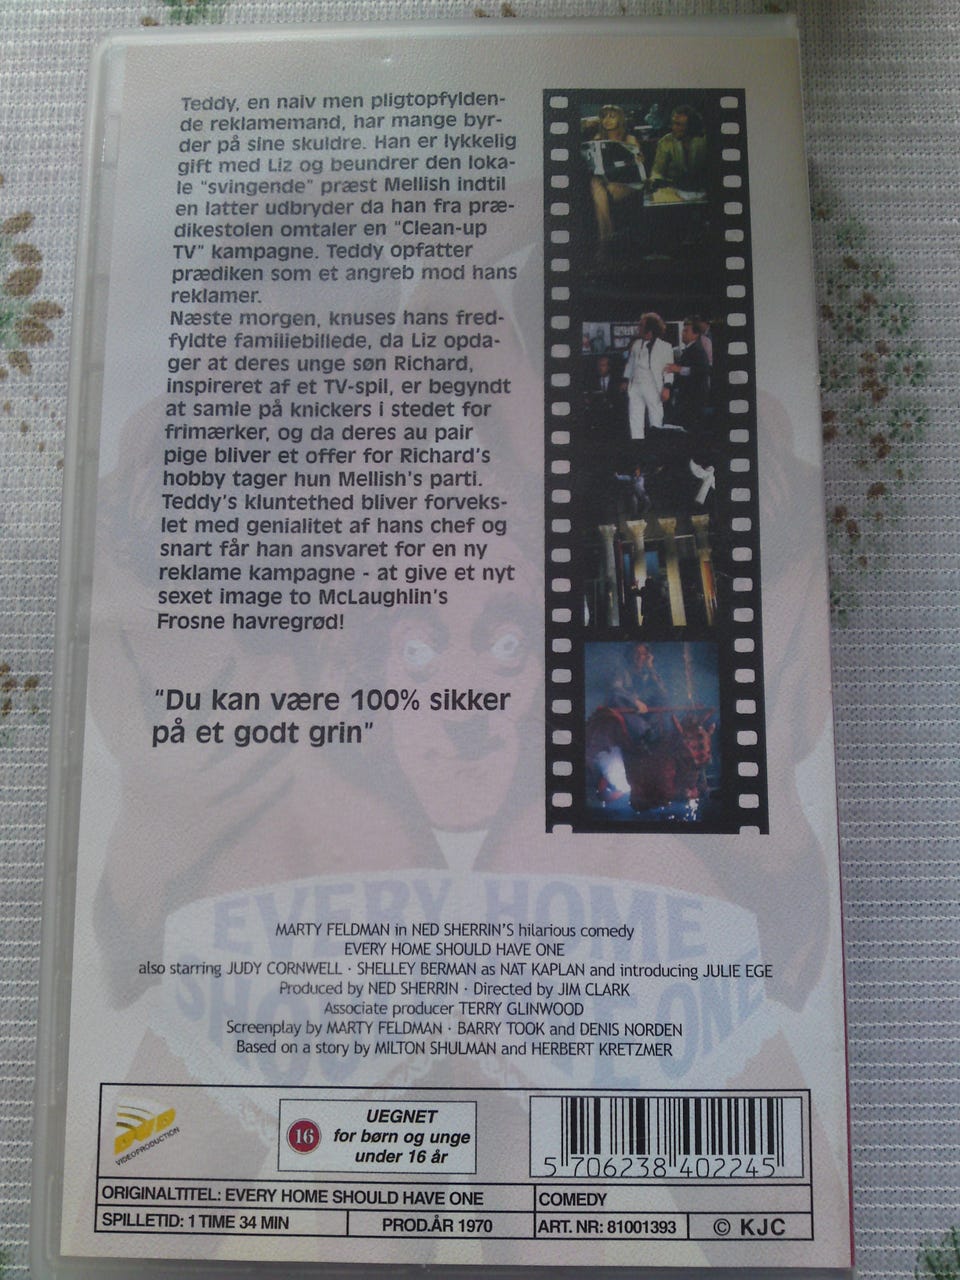 Teddy, en naiv men pligtopfylden-
de reklamemand, har mange byr-
der på sine skuldre. Han er lykkelig
gift med Liz og beundrer den loka-
le "svingende" præst Mellish indtil
en latter udbryder da han fra præ-
dikestolen omtaler en "Clean-up
TV" kampagne. Teddy opfatter
prædiken som et angreb mod hans
reklamer.
Næste morgen, knuses hans fred-
fyldte familiebillede, da Liz opda-
ger at deres unge søn Richard,
inspireret af et TV-spil, er begyndt
at samle på knickers i stedet for
frimærker, og da deres au pair
pige bliver et offer for Richard's
hobby tager hun Mellish's parti.
Teddy's kluntethed bliver forveks-
let med genialitet af hans chef og
snart får han ansvaret for en ny
reklame kampagne - at give et nyt
sexet image to McLaughlin's
Frosne havregrød!
"Du kan være 100% sikker
på et godt grin"
EVERY HOME
SHOULD HAVE ONE
MARTY FELDMAN in NED SHERRIN'S hilarious comedy
EVERY HOME SHOULD HAVE ONE
also starring JUDY CORNWELL · SHELLEY BERMAN as NAT KAPLAN and introducing JULIE EGE
Produced by NED SHERRIN · Directed by JIM CLARK
Associate producer TERRY GLINWOOD
Screenplay by MARTY FELDMAN · BARRY TOOK and DENIS NORDEN
Based on a story by MILTON SHULMAN and HERBERT KRETZMER
VIDEOPRODUCTION
16
UEGNET
for børn og unge
under 16 år
5 706238 402245
ORIGINALTITEL: EVERY HOME SHOULD HAVE ONE
COMEDY
SPILLETID: 1 TIME 34 MIN
PROD.ÅR 1970
ART. NR: 81001393
© KJC